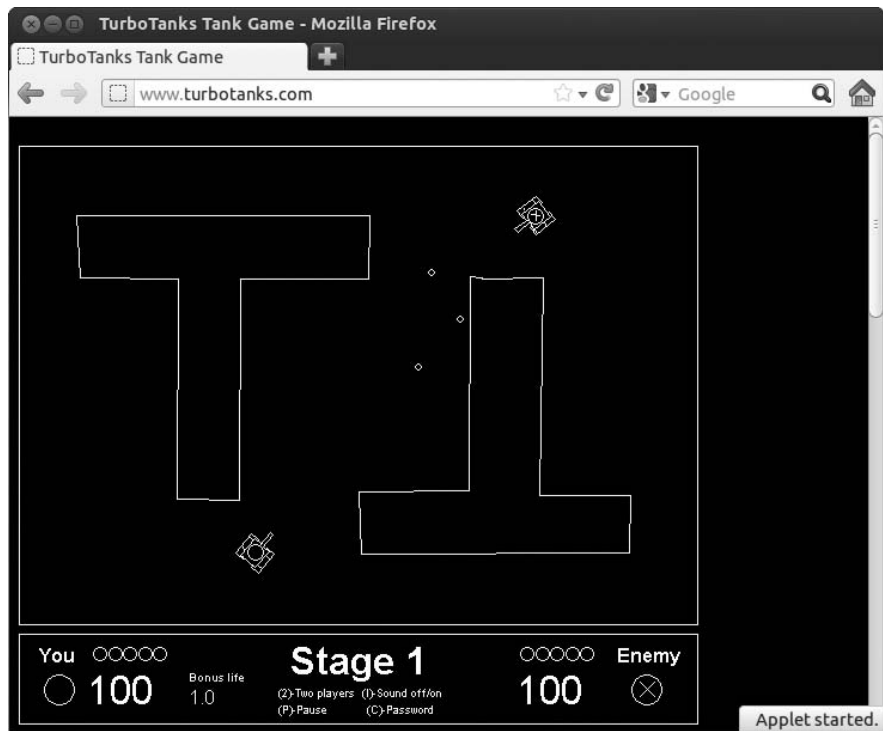 TurboTanks Tank Game - Mozilla Firefox
TurboTanks Tank Game
www.turbotanks.com
Google
You
100
Bonus life
1.0
Stage 1
(2)-Two players (I)-Sound off/on
(P)-Pause (C)-Password
100
Enemy
Applet started.